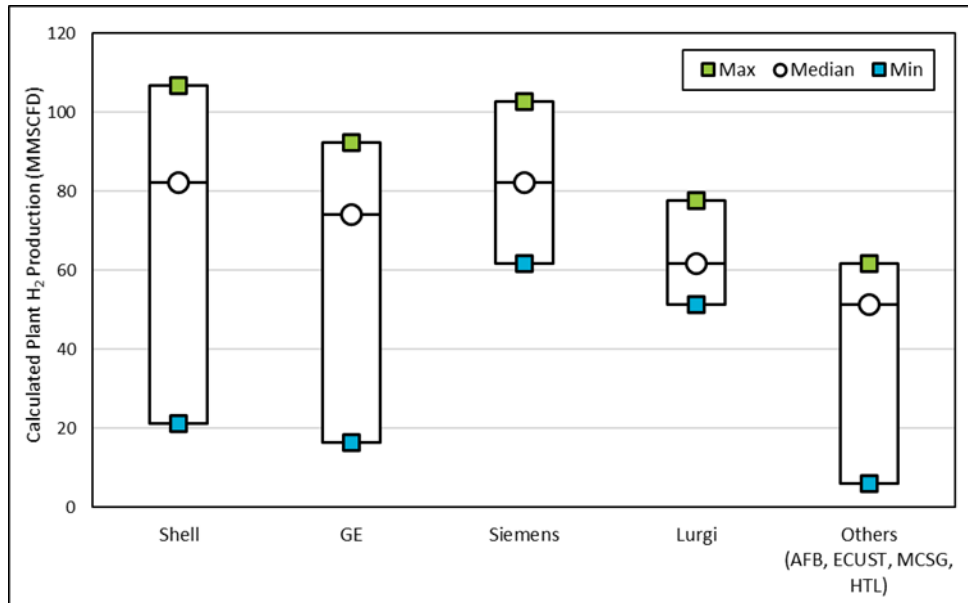 Calculated Plant H₂ Production (MMSCFD)
120
100
80
60
40
20
0
Max Median Min
Shell GE Siemens Lurgi Others
(AFB, ECUST, MCSG,
HTL)